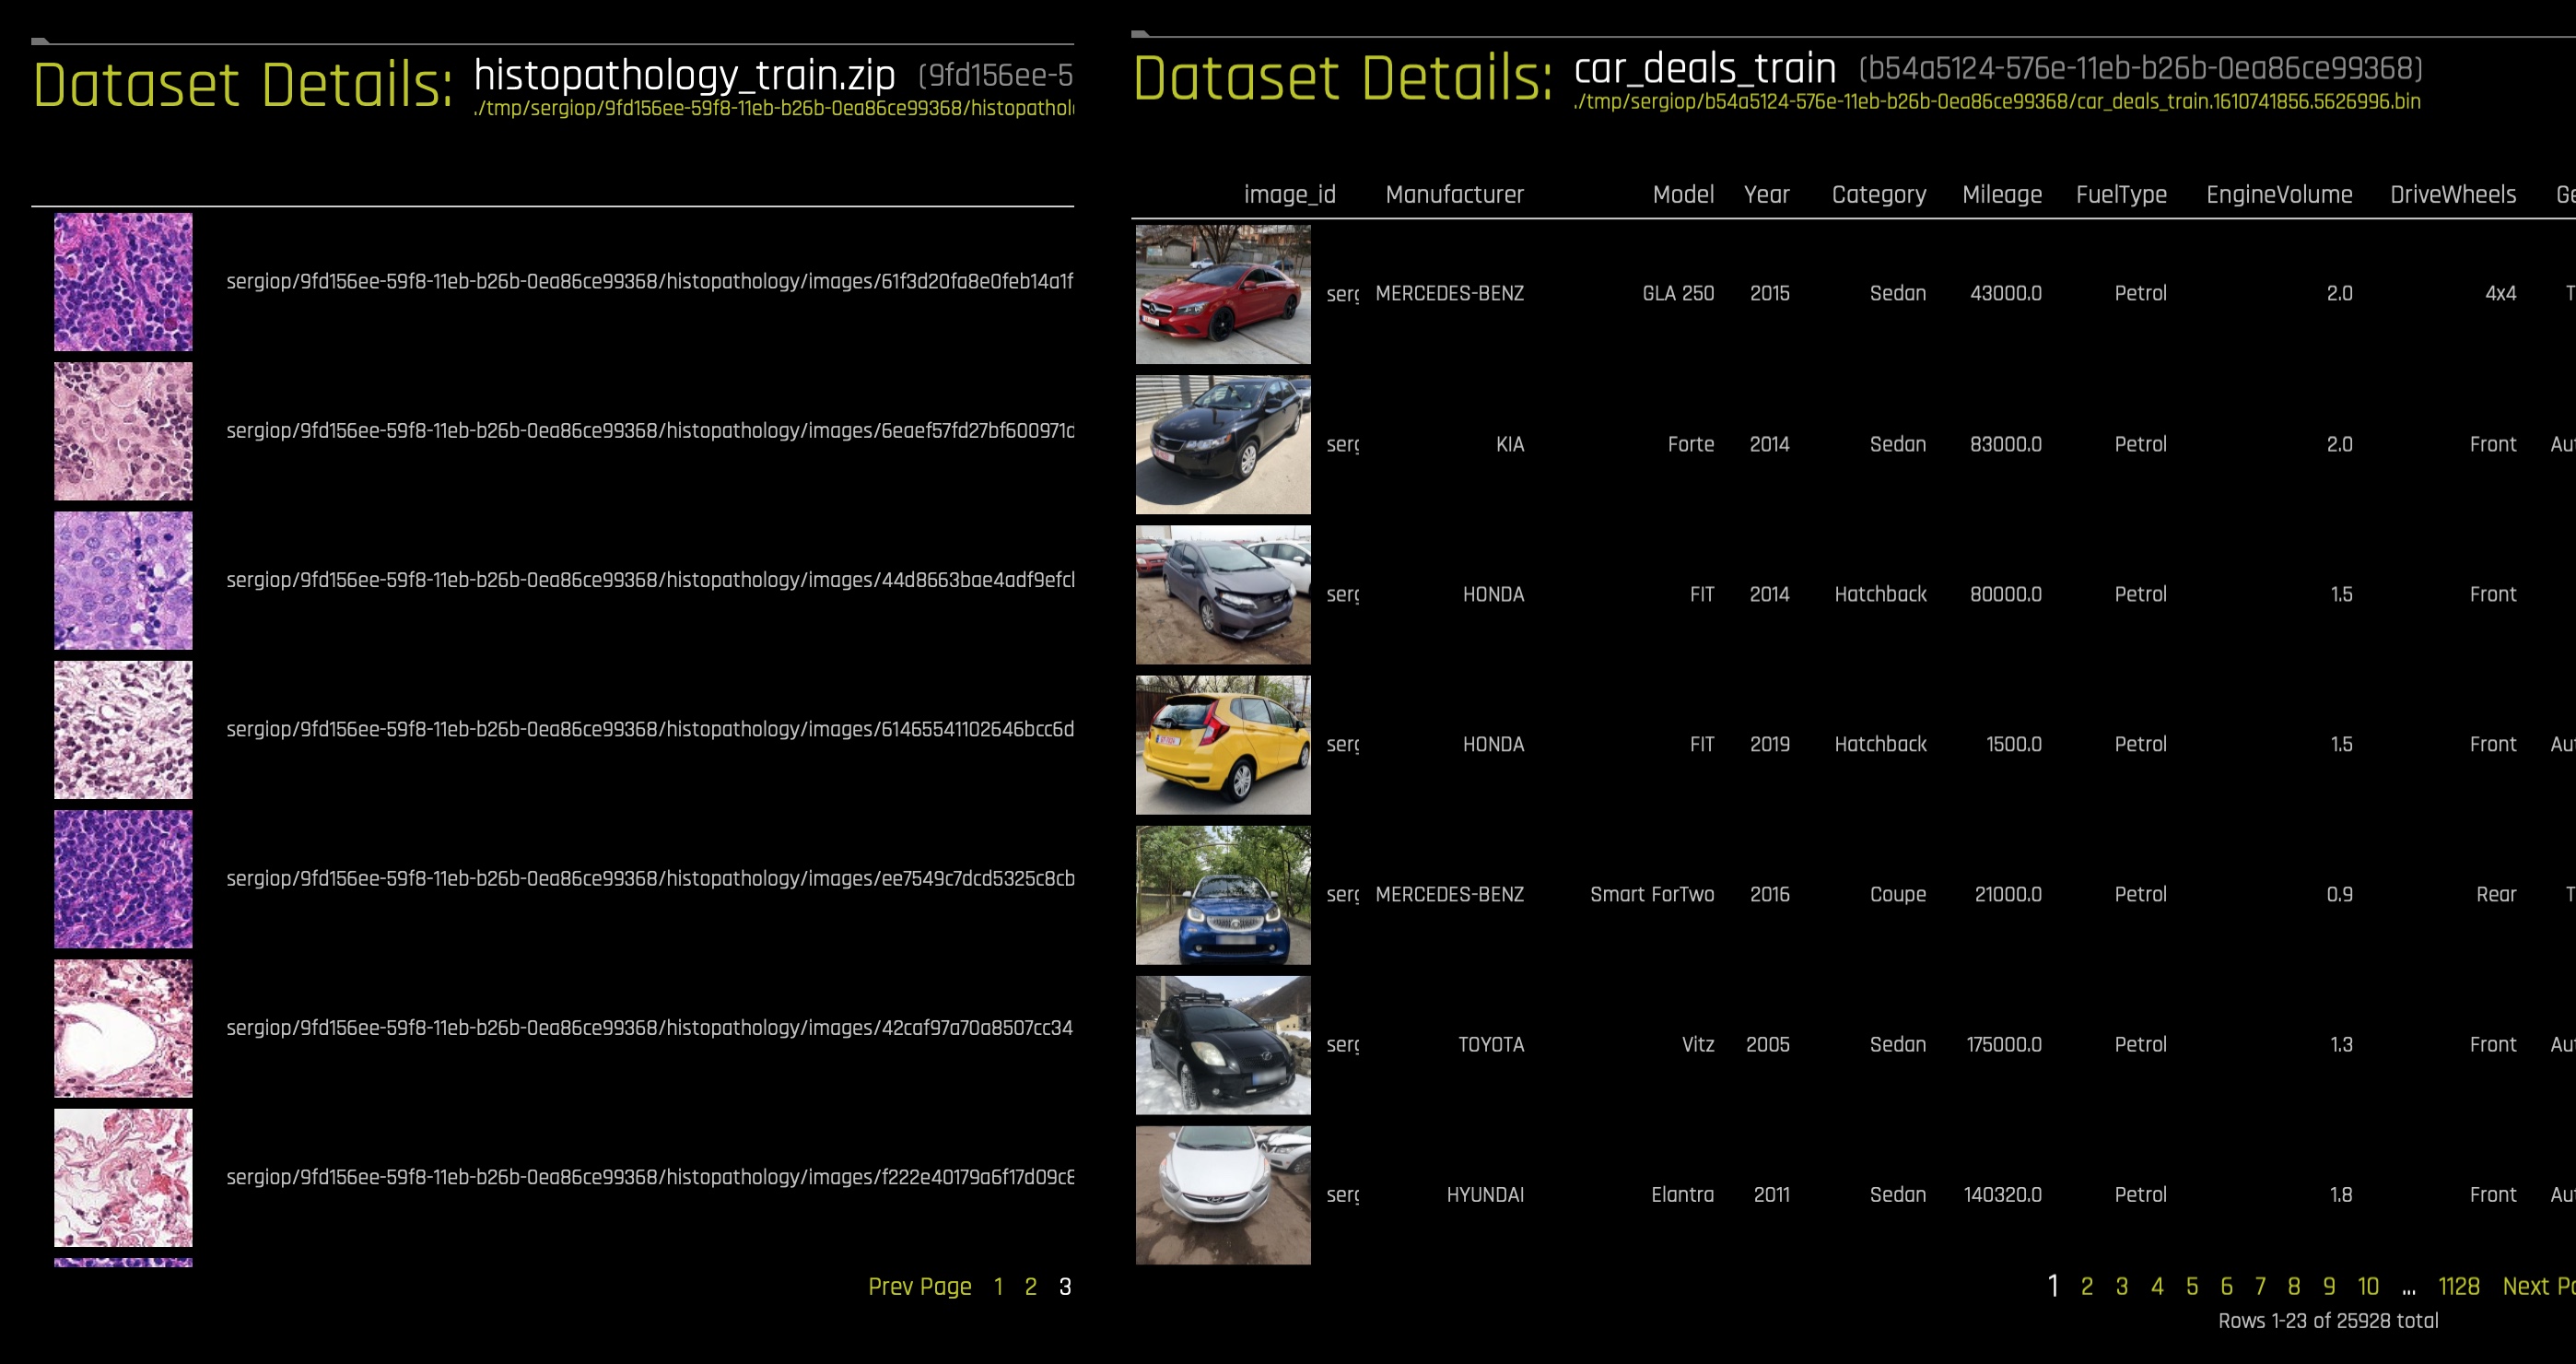 Dataset Details: histopathology_train.zip (9fd156ee-5
./tmp/sergiop/9fd156ee-59f8-11eb-b26b-0ea86ce99368/histopathol
sergiop/9fd156ee-59f8-11eb-b26b-0ea86ce99368/histopathology/images/61f3d20fa8e0feb14a1f
sergiop/9fd156ee-59f8-11eb-b26b-0ea86ce99368/histopathology/images/6eaef57fd27bf600971d
sergiop/9fd156ee-59f8-11eb-b26b-0ea86ce99368/histopathology/images/44d8663bae4adf9efcl
sergiop/9fd156ee-59f8-11eb-b26b-0ea86ce99368/histopathology/images/61465541102646bcc6d
sergiop/9fd156ee-59f8-11eb-b26b-0ea86ce99368/histopathology/images/ee7549c7dcd5325c8cb
sergiop/9fd156ee-59f8-11eb-b26b-0ea86ce99368/histopathology/images/42caf97a70a8507cc34
sergiop/9fd156ee-59f8-11eb-b26b-0ea86ce99368/histopathology/images/f222e40179a6f17d09c8
Prev Page 1 2 3
Dataset Details: car_deals_train (b54a5124-576e-11eb-b26b-0ea86ce99368)
./tmp/sergiop/b54a5124-576e-11eb-b26b-0ea86ce99368/car_deals_train.1610741856.5626996.bin
image_id Manufacturer Model Year Category Mileage FuelType EngineVolume DriveWheels Ge
serg MERCEDES-BENZ GLA 250 2015 Sedan 43000.0 Petrol 2.0 4x4 T
serg KIA Forte 2014 Sedan 83000.0 Petrol 2.0 Front Aut
serg HONDA FIT 2014 Hatchback 80000.0 Petrol 1.5 Front
serg HONDA FIT 2019 Hatchback 1500.0 Petrol 1.5 Front Aut
serg MERCEDES-BENZ Smart ForTwo 2016 Coupe 21000.0 Petrol 0.9 Rear T
serg TOYOTA Vitz 2005 Sedan 175000.0 Petrol 1.3 Front Aut
serg HYUNDAI Elantra 2011 Sedan 140320.0 Petrol 1.8 Front Aut
1 2 3 4 5 6 7 8 9 10 ... 1128 Next Pa
Rows 1-23 of 25928 total